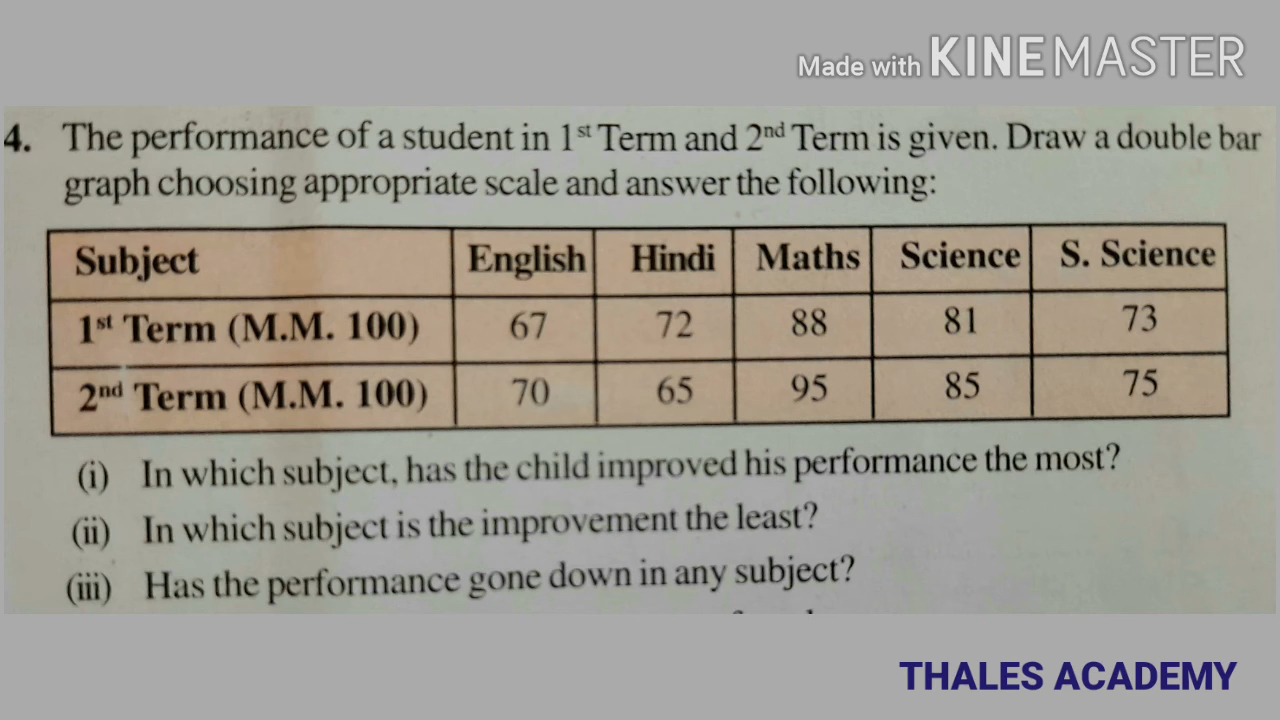 Made with KINEMASTER
4. The performance of a student in 1st Term and 2nd Term is given. Draw a double bar
graph choosing appropriate scale and answer the following:
Subject English Hindi Maths Science S. Science
1st Term (M.M. 100) 67 72 88 81 73
2nd Term (M.M. 100) 70 65 95 85 75
(i) In which subject, has the child improved his performance the most?
(ii) In which subject is the improvement the least?
(iii) Has the performance gone down in any subject?
THALES ACADEMY